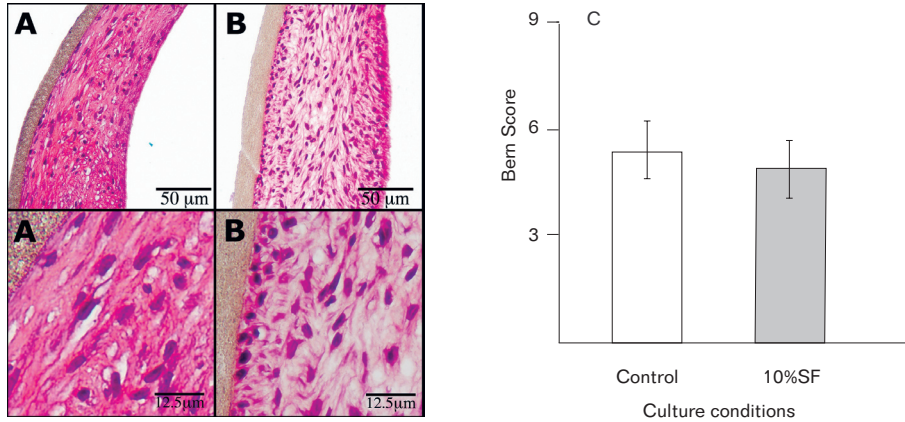 A
B
50 µm
50 µm
A
B
12.5µm
12.5µm
C
9
6
3
Bern Score
Control
10%SF
Culture conditions